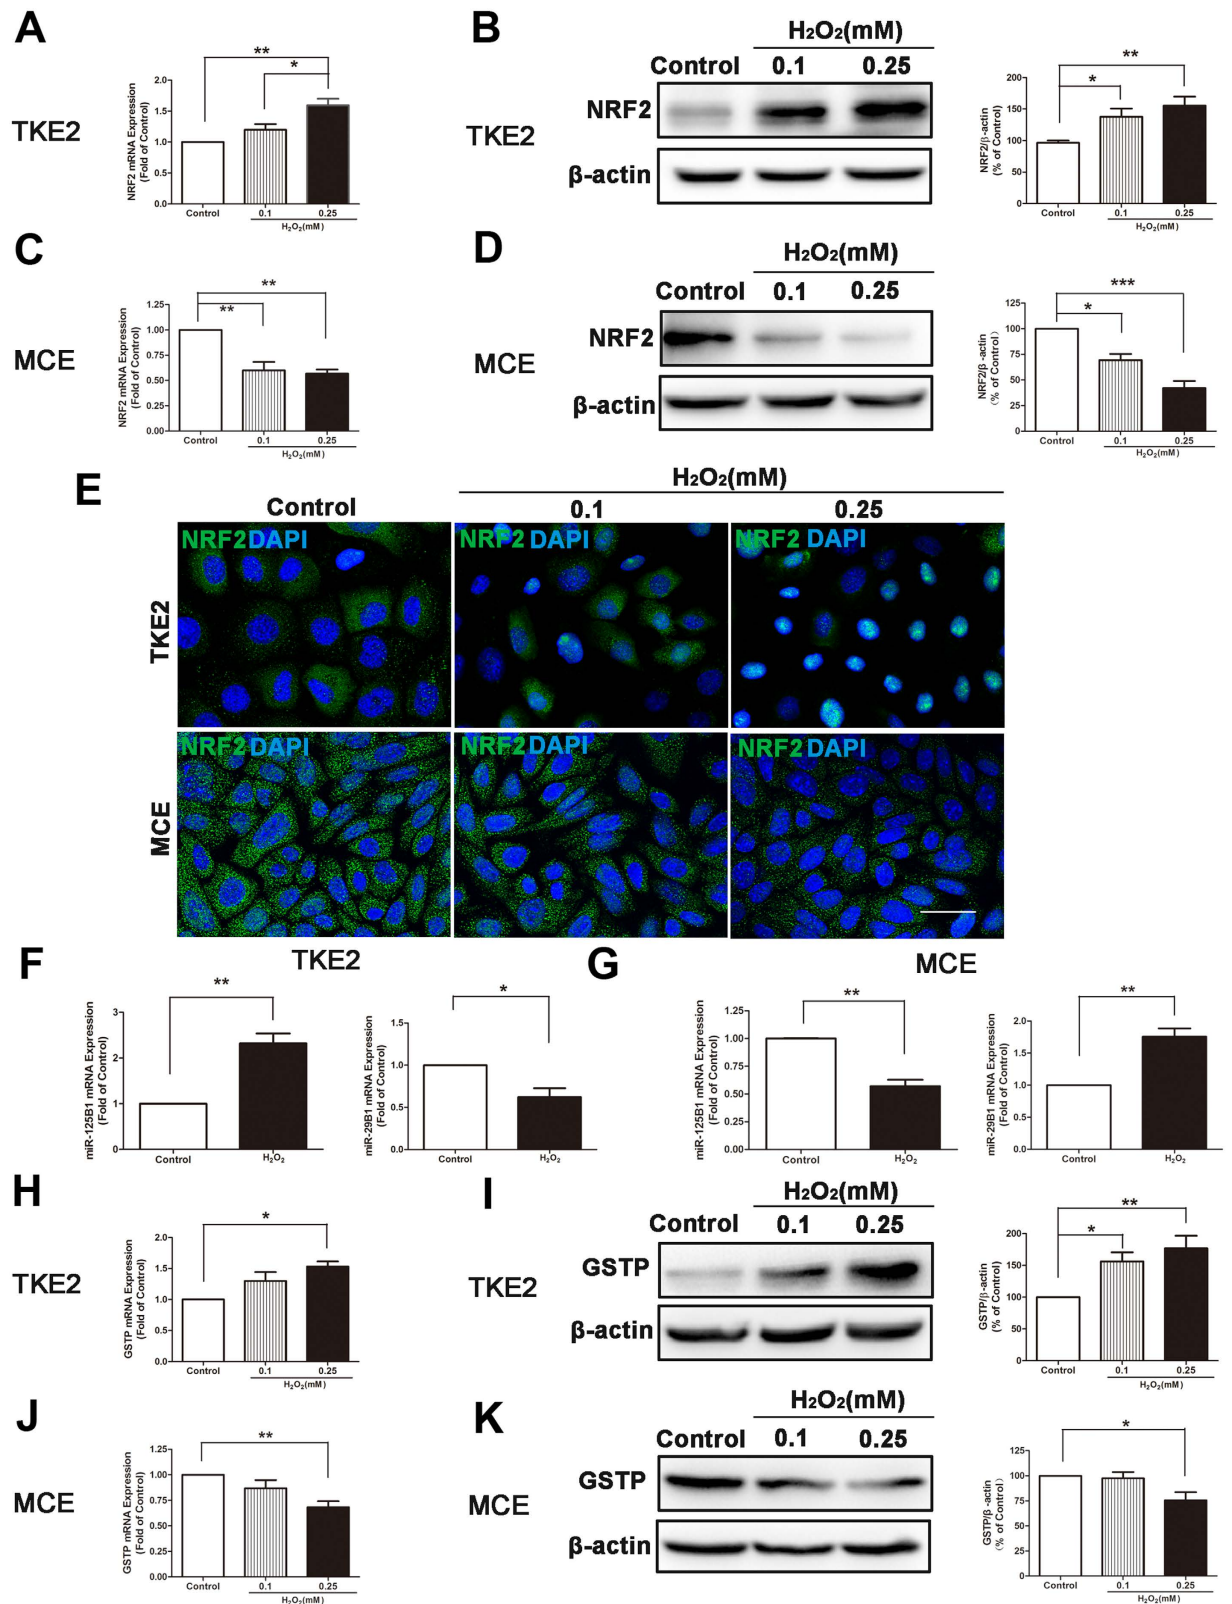 A
TKE2
NRF2 mRNA Expression
(Fold of Control)
2.0
1.5
1.0
0.5
0.0
**
*
Control
0.1
0.25
H₂O₂(mM)
B
TKE2
H₂O₂(mM)
Control 0.1 0.25
NRF2
β-actin
NRF2/β-actin
(% of Control)
200
150
100
50
0
**
*
Control
0.1
0.25
H₂O₂(mM)
C
MCE
NRF2 mRNA Expression
(Fold of Control)
1.25
1.00
0.75
0.50
0.25
0.00
**
**
Control
0.1
0.25
H₂O₂(mM)
D
MCE
H₂O₂(mM)
Control 0.1 0.25
NRF2
β-actin
NRF2/β-actin
(% of Control)
125
100
75
50
25
0
***
*
Control
0.1
0.25
H₂O₂(mM)
E
H₂O₂(mM)
Control
0.1
0.25
TKE2
NRF2DAPI
NRF2 DAPI
NRF2 DAPI
MCE
NRF2DAPI
NRF2DAPI
NRF2DAPI
F
TKE2
miR-125B1 mRNA Expression
(Fold of Control)
3
2
1
0
**
Control
H₂O₂
miR-29B1 mRNA Expression
(Fold of Control)
1.5
1.0
0.5
0.0
*
Control
H₂O₂
G
MCE
miR-125B1 mRNA Expression
(Fold of Control)
1.25
1.00
0.75
0.50
0.25
0.00
**
Control
H₂O₂
miR-29B1 mRNA Expression
(Fold of Control)
2.0
1.5
1.0
0.5
0.0
**
Control
H₂O₂
H
TKE2
GSTP mRNA Expression
(Fold of Control)
2.0
1.5
1.0
0.5
0.0
*
Control
0.1
0.25
H₂O₂(mM)
I
TKE2
H₂O₂(mM)
Control 0.1 0.25
GSTP
β-actin
GSTP/β-actin
(% of Control)
200
150
100
50
0
**
*
Control
0.1
0.25
H₂O₂(mM)
J
MCE
GSTP mRNA Expression
(Fold of Control)
1.25
1.00
0.75
0.50
0.25
0.00
**
Control
0.1
0.25
H₂O₂(mM)
K
MCE
H₂O₂(mM)
Control 0.1 0.25
GSTP
β-actin
GSTP/β-actin
(% of Control)
125
100
75
50
25
0
*
Control
0.1
0.25
H₂O₂(mM)